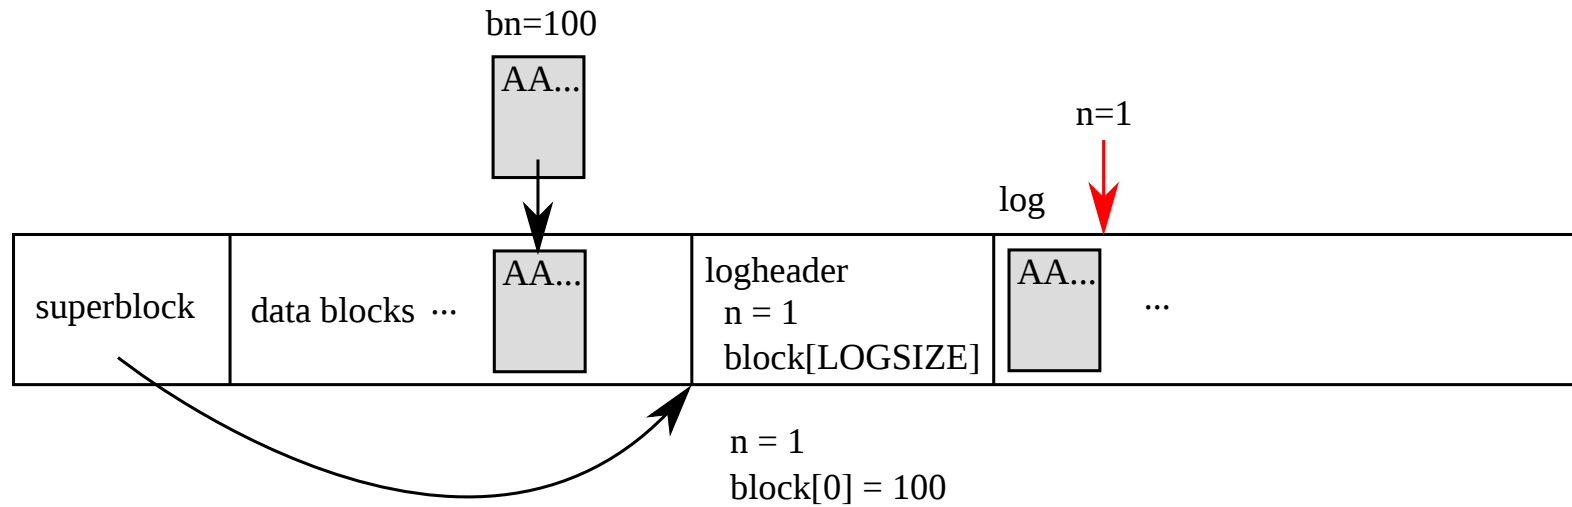 bn=100
AA...
n=1
log
superblock
data blocks ...
AA...
logheader
n = 1
block[LOGSIZE]
AA...
...
n = 1
block[0] = 100